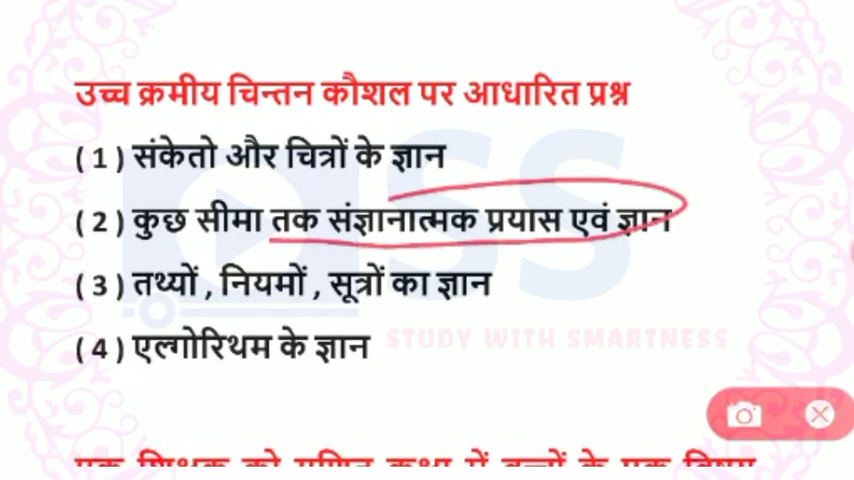 उच्च क्रमीय चिन्तन कौशल पर आधारित प्रश्न
( 1 ) संकेतो और चित्रों के ज्ञान
( 2 ) कुछ सीमा तक संज्ञानात्मक प्रयास एवं ज्ञान
( 3 ) तथ्यों , नियमों , सूत्रों का ज्ञान
( 4 ) एल्गोरिथम के ज्ञान
SS
STUDY WITH SMARTNESS